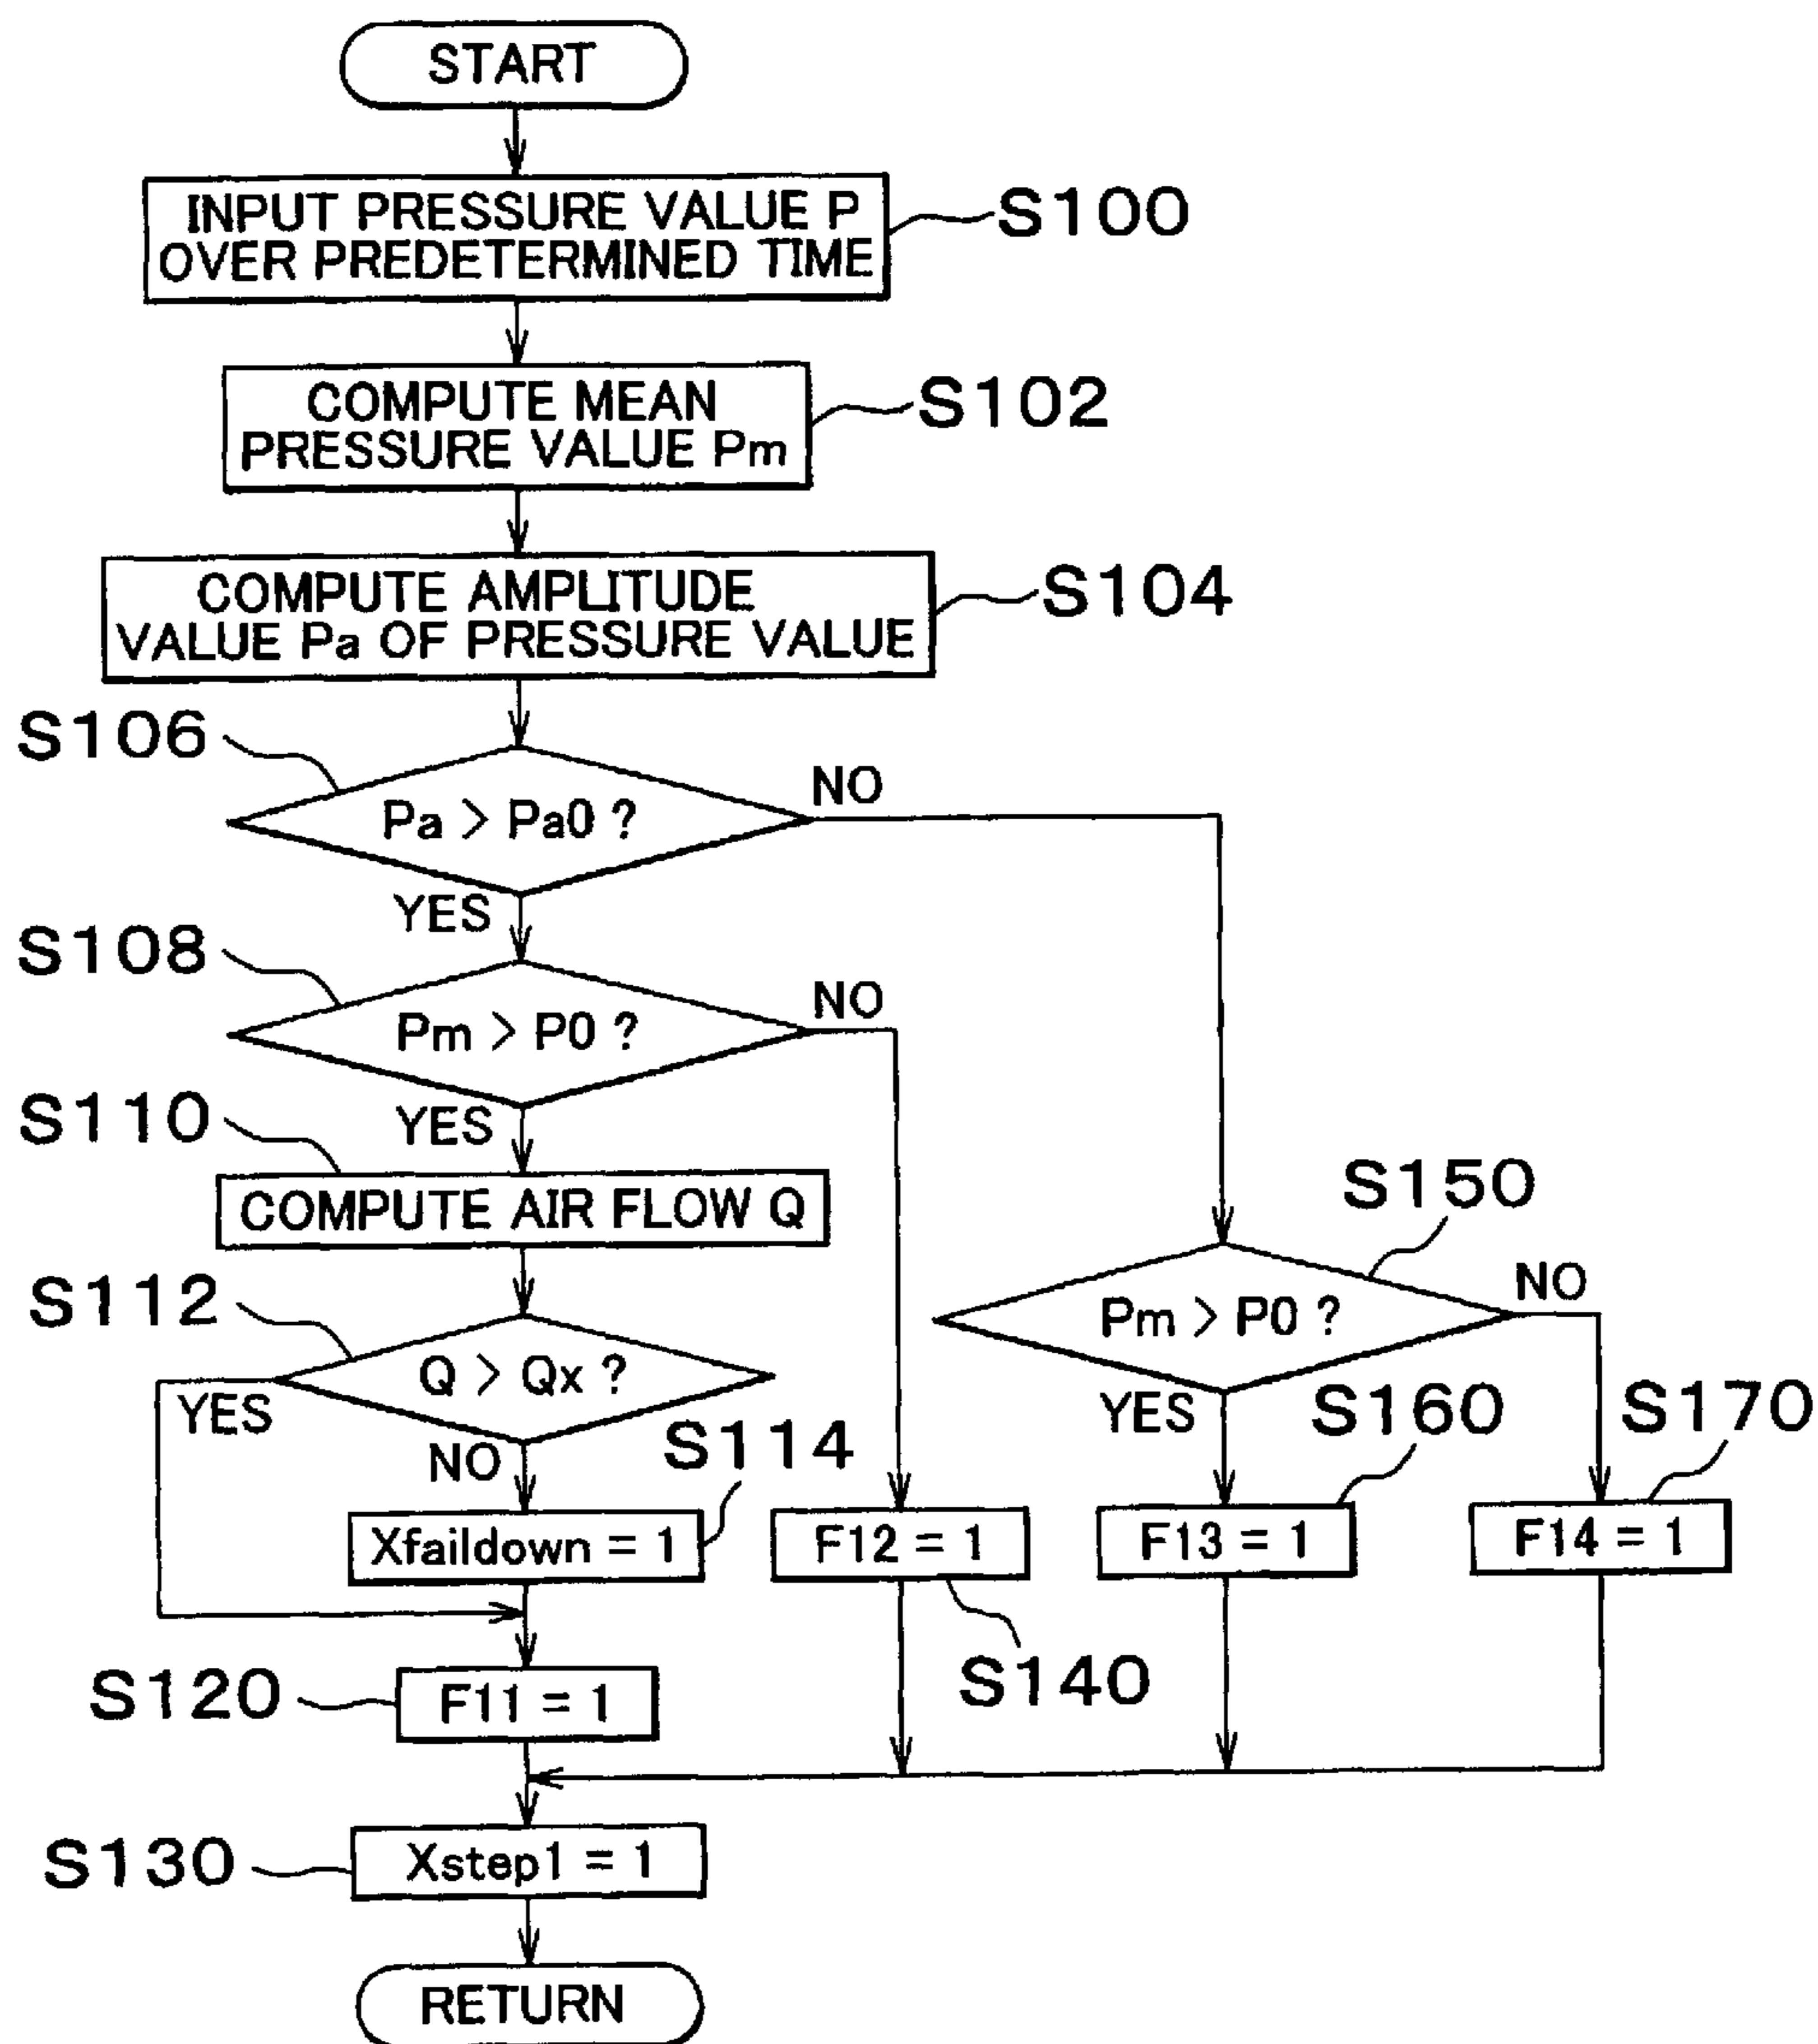 START
INPUT PRESSURE VALUE P
OVER PREDETERMINED TIME
S100
COMPUTE MEAN
PRESSURE VALUE Pm
S102
COMPUTE AMPLITUDE
VALUE Pa OF PRESSURE VALUE
S104
S106
Pa > Pa0 ?
NO
YES
S108
Pm > P0 ?
NO
YES
S110
COMPUTE AIR FLOW Q
S112
Q > Qx ?
YES
NO
S150
Pm > P0 ?
NO
YES
S114
Xfaildown = 1
F12 = 1
S140
S160
F13 = 1
S170
F14 = 1
S120
F11 = 1
S130
Xstep1 = 1
RETURN